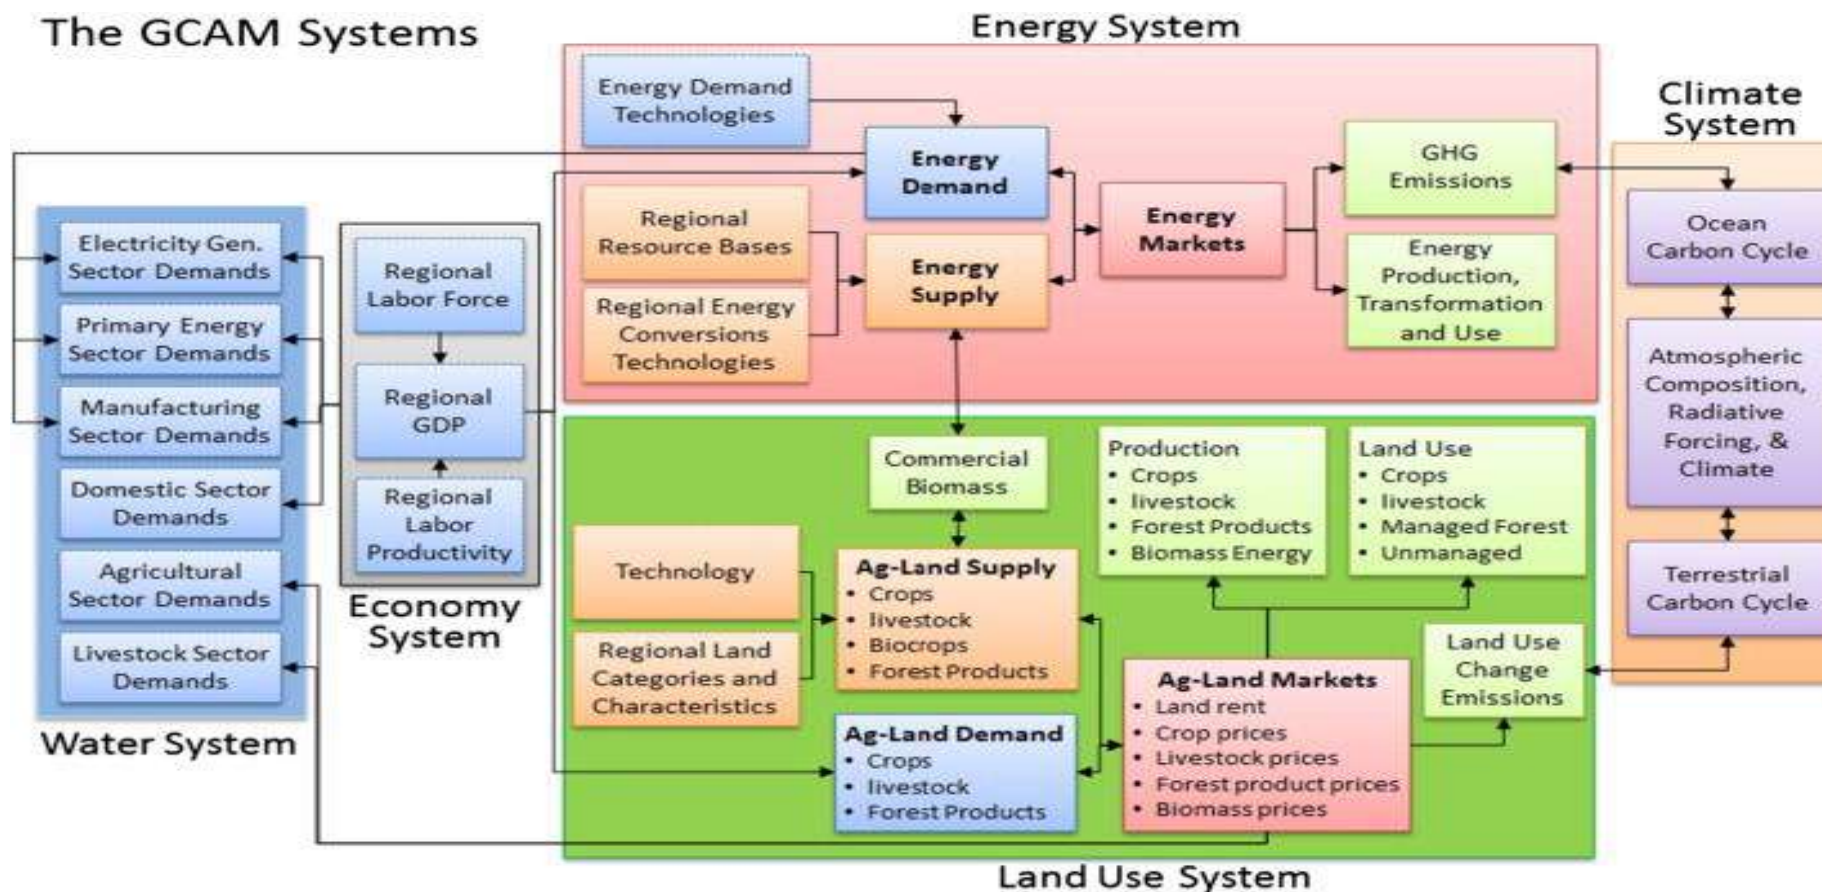 The GCAM Systems
Energy System
Energy Demand
Technologies
Energy
Demand
Regional
Resource Bases
Energy
Supply
Regional Energy
Conversions
Technologies
Energy
Markets
GHG
Emissions
Energy
Production,
Transformation
and Use
Climate
System
Ocean
Carbon Cycle
Atmospheric
Composition,
Radiative
Forcing, &
Climate
Terrestrial
Carbon Cycle
Electricity Gen.
Sector Demands
Primary Energy
Sector Demands
Manufacturing
Sector Demands
Domestic Sector
Demands
Agricultural
Sector Demands
Livestock Sector
Demands
Water System
Regional
Labor Force
Regional
GDP
Regional
Labor
Productivity
Economy
System
Commercial
Biomass
Production
• Crops
• livestock
• Forest Products
• Biomass Energy
Land Use
• Crops
• livestock
• Managed Forest
• Unmanaged
Technology
Regional Land
Categories and
Characteristics
Ag-Land Supply
• Crops
• livestock
• Biocrops
• Forest Products
Ag-Land Demand
• Crops
• livestock
• Forest Products
Ag-Land Markets
• Land rent
• Crop prices
• Livestock prices
• Forest product prices
• Biomass prices
Land Use
Change
Emissions
Land Use System